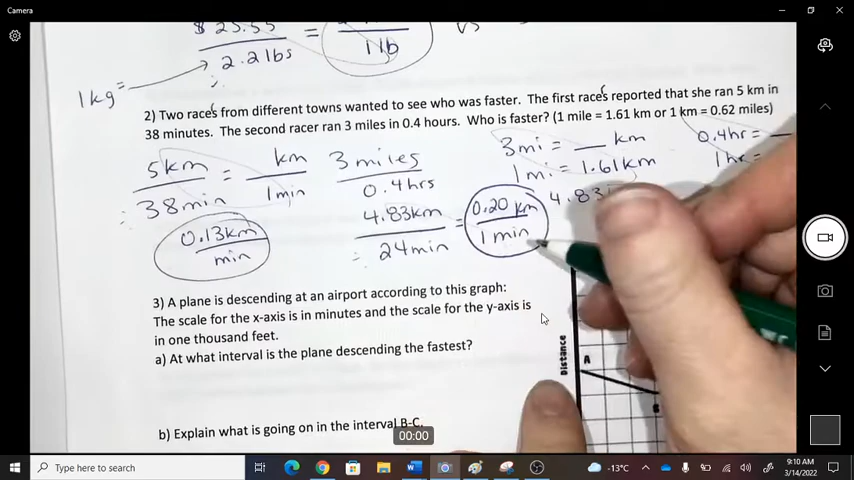 $25.55
2.2lbs
=
1lb
vs
1kg =
2) Two racers from different towns wanted to see who was faster. The first racer reported that she ran 5 km in
38 minutes. The second racer ran 3 miles in 0.4 hours. Who is faster? (1 mile = 1.61 km or 1 km = 0.62 miles)
5km = km
38min 1min
0.13km
min
3 miles
0.4hrs
4.83km = 0.20 km
24min 1 min
3mi = __ km
1mi = 1.61km
4.83
0.4hr = __
1hr =
3) A plane is descending at an airport according to this graph:
The scale for the x-axis is in minutes and the scale for the y-axis is
in one thousand feet.
a) At what interval is the plane descending the fastest?
b) Explain what is going on in the interval B-C.
Distance
A
00:00
Type here to search
-13°C
9:10 AM
3/14/2022